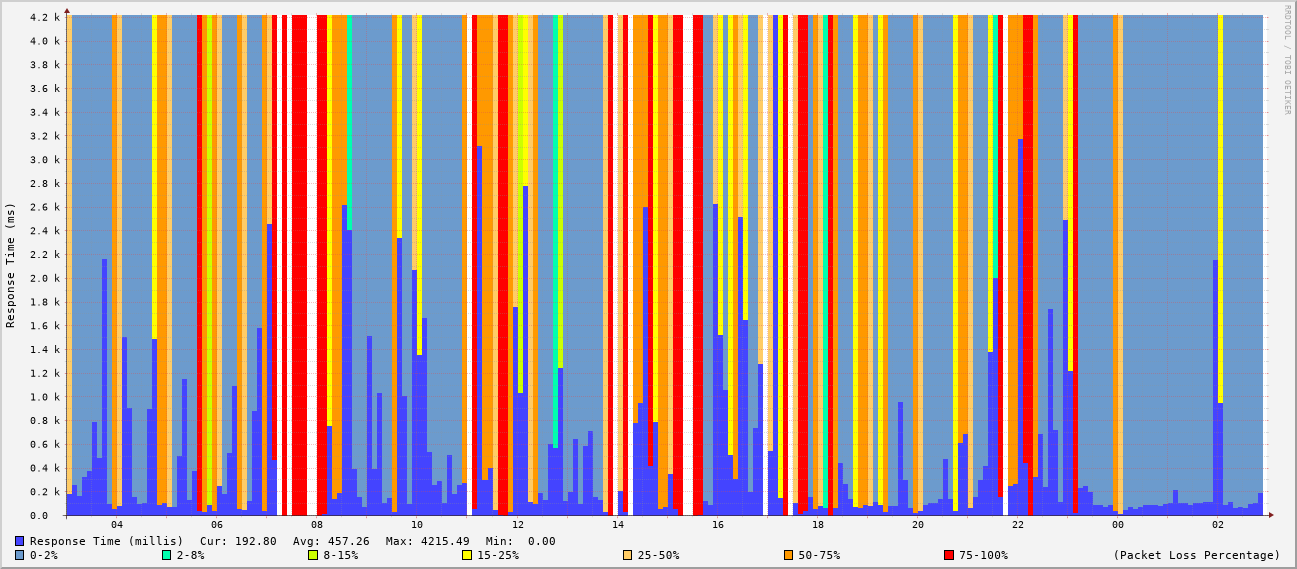 RRDTOOL / TOBI OETIKER
Response Time (ms)
4.2 k
4.0 k
3.8 k
3.6 k
3.4 k
3.2 k
3.0 k
2.8 k
2.6 k
2.4 k
2.2 k
2.0 k
1.8 k
1.6 k
1.4 k
1.2 k
1.0 k
0.8 k
0.6 k
0.4 k
0.2 k
0.0
04 06 08 10 12 14 16 18 20 22 00 02
Response Time (millis) Cur: 192.80 Avg: 457.26 Max: 4215.49 Min: 0.00
0-2% 2-8% 8-15% 15-25% 25-50% 50-75% 75-100% (Packet Loss Percentage)